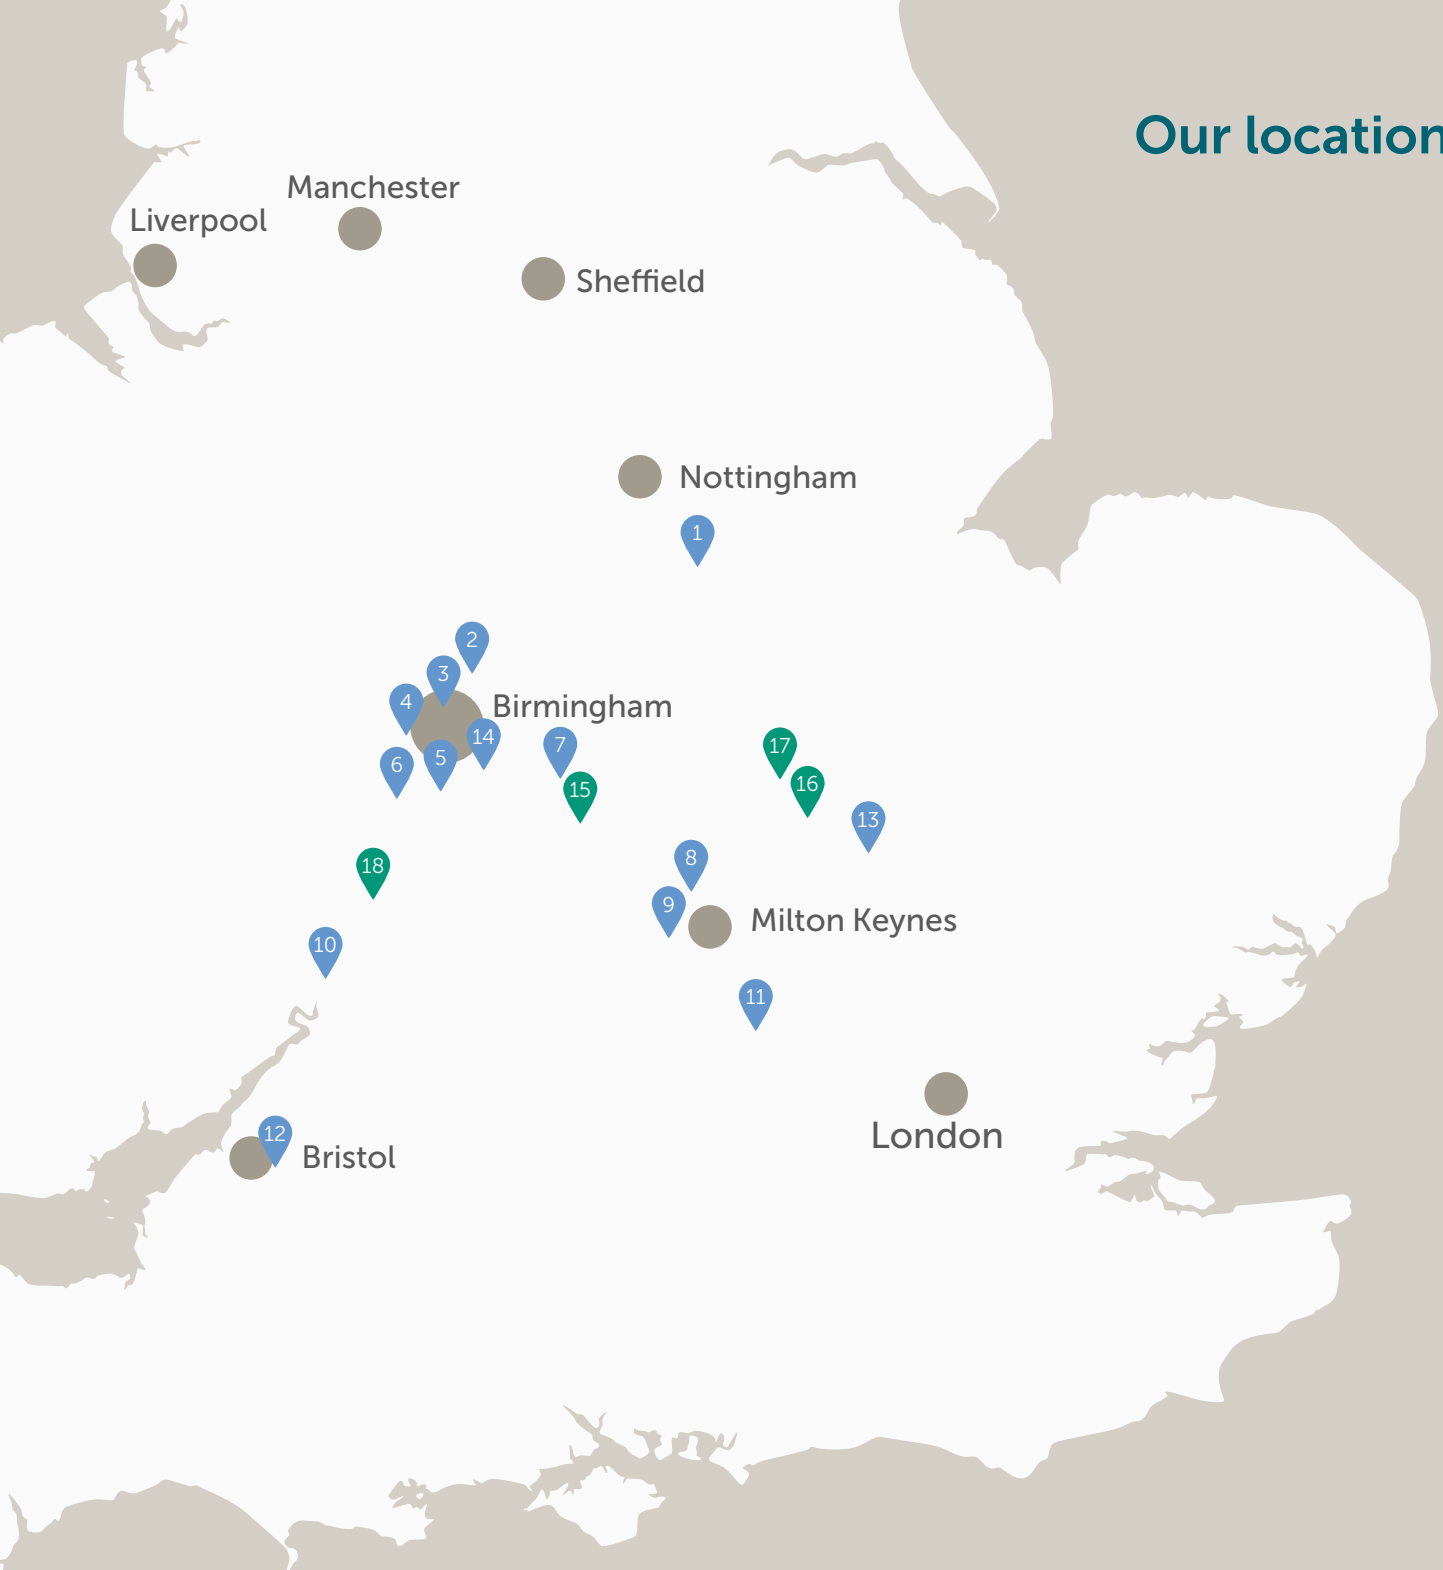 Our location
Manchester
Liverpool
Sheffield
Nottingham
1
2
3
4
Birmingham
14
7
5
6
17
15
16
13
8
18
9
Milton Keynes
10
11
London
12
Bristol